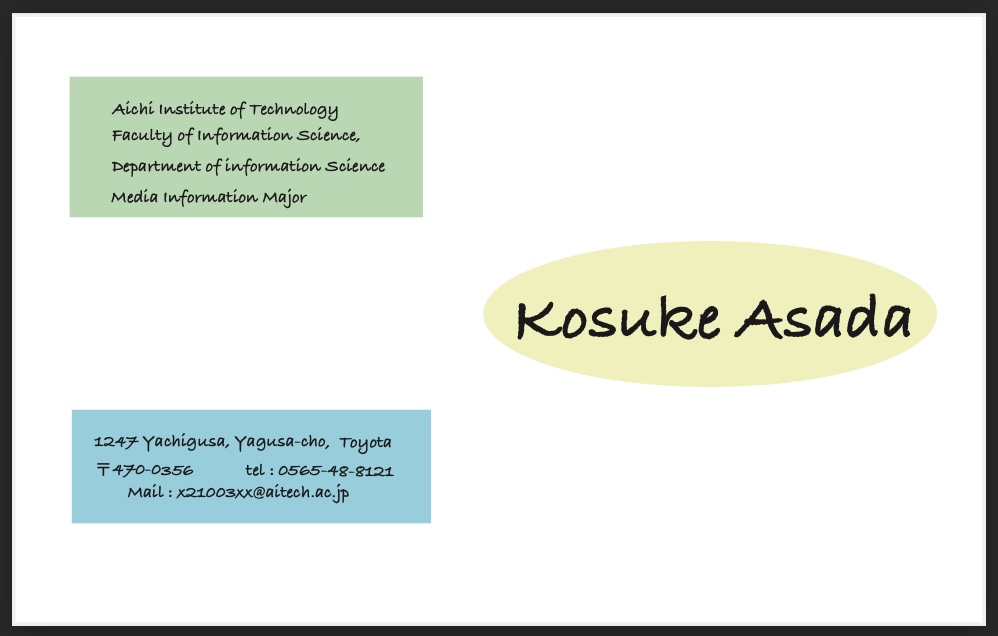 Aichi Institute of Technology
Faculty of Information Science,
Department of information Science
Media Information Major
Kosuke Asada
1247 Yachigusa, Yagusa-cho, Toyota
〒470-0356 tel : 0565-48-8121
Mail : x21003xx@aitech.ac.jp